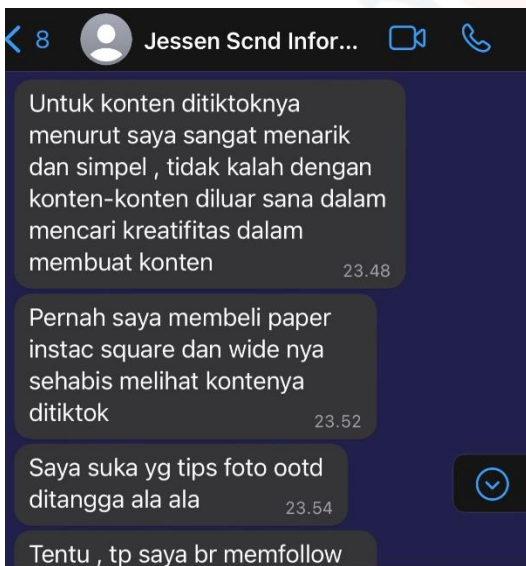 8 Jessen Scnd Infor...
Untuk konten ditiktoknya
menurut saya sangat menarik
dan simpel , tidak kalah dengan
konten-konten diluar sana dalam
mencari kreatifitas dalam
membuat konten 23.48
Pernah saya membeli paper
instac square dan wide nya
sehabis melihat kontenya
ditiktok 23.52
Saya suka yg tips foto ootd
ditangga ala ala 23.54
Tentu , tp saya br memfollow